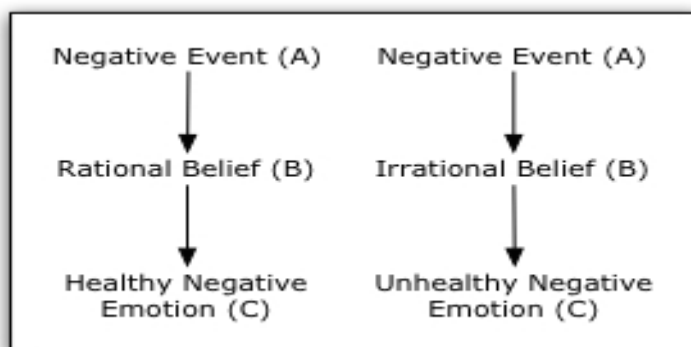 Negative Event (A)
Negative Event (A)
Rational Belief (B)
Irrational Belief (B)
Healthy Negative
Emotion (C)
Unhealthy Negative
Emotion (C)